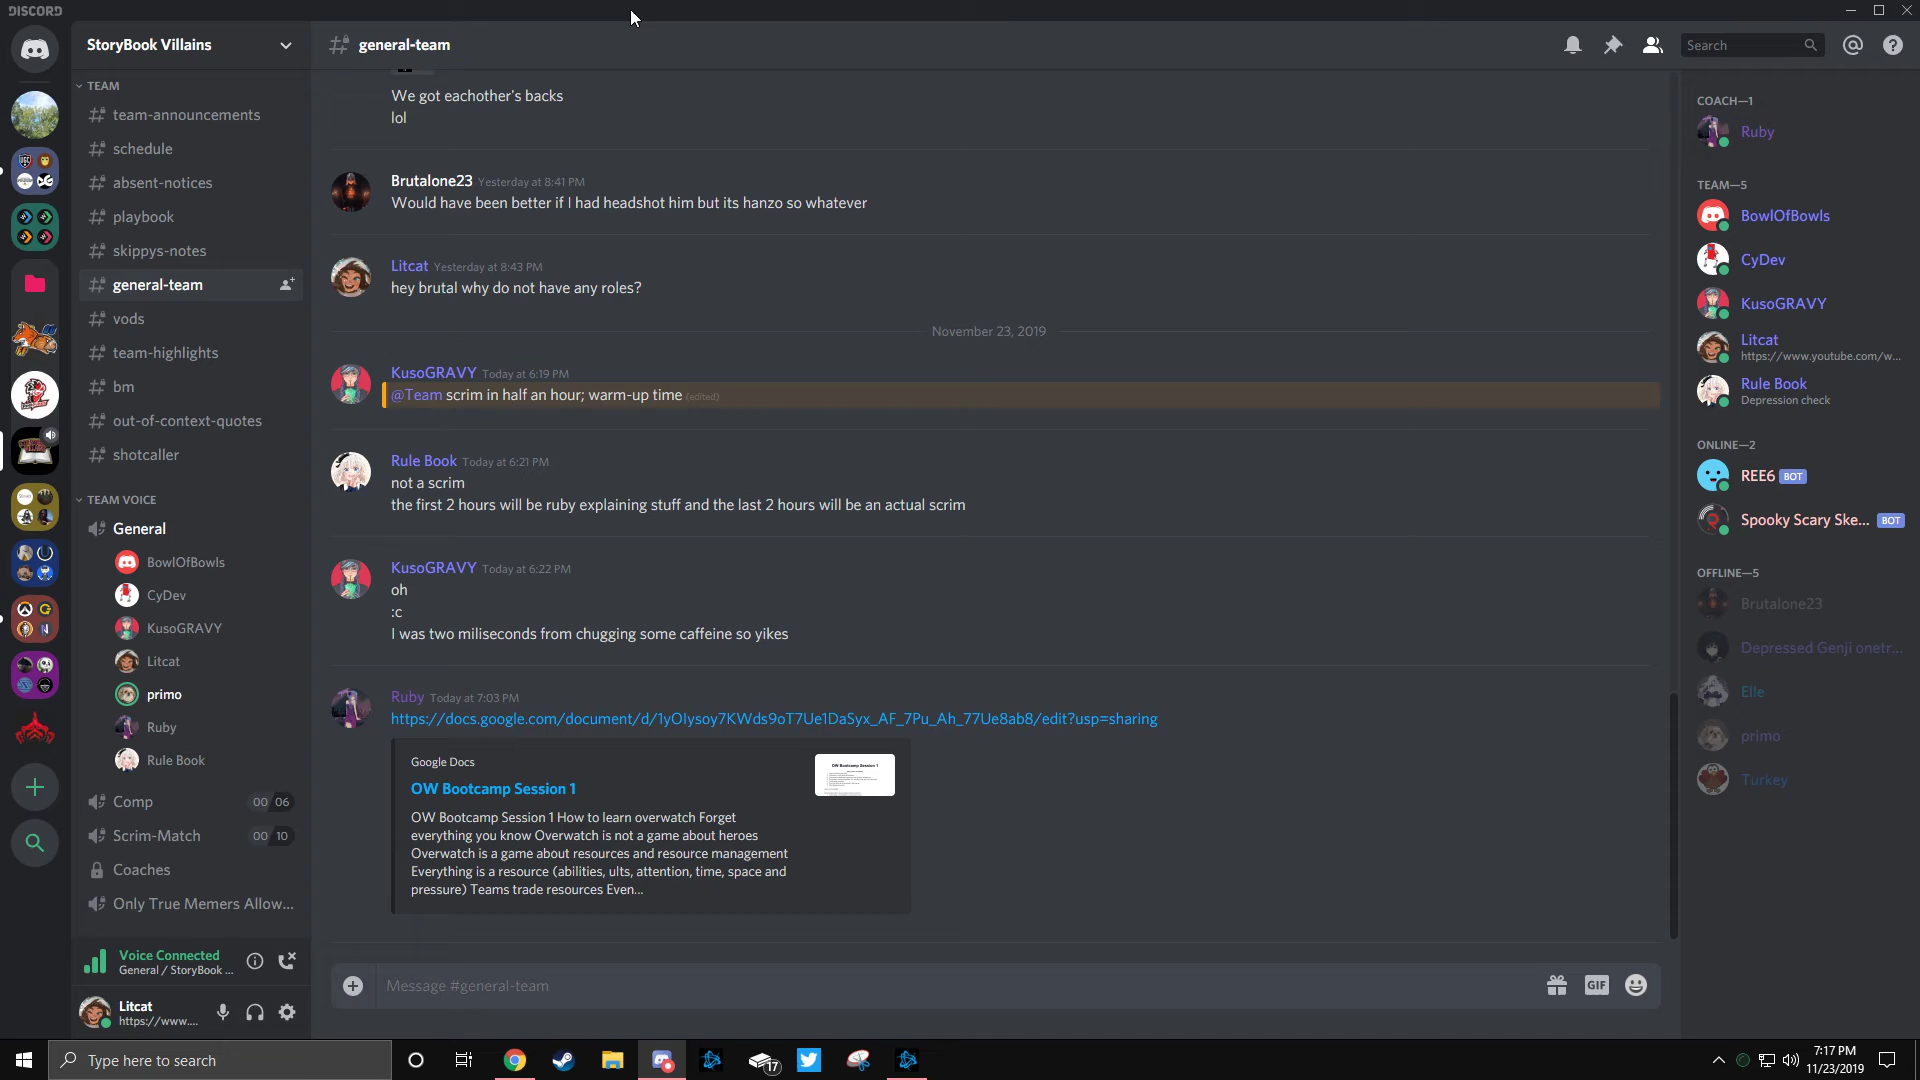 DISCORD
StoryBook Villains
general-team
Search
TEAM
team-announcements
schedule
absent-notices
playbook
skippys-notes
general-team
vods
team-highlights
bm
out-of-context-quotes
shotcaller
TEAM VOICE
General
BowlOfBowls
CyDev
KusoGRAVY
Litcat
primo
Ruby
Rule Book
Comp 00 06
Scrim-Match 00 10
Coaches
Only True Memers Allow...
Voice Connected
General / StoryBook ...
Litcat
https://www....
We got eachother's backs
lol
Brutalone23 Yesterday at 8:41 PM
Would have been better if I had headshot him but its hanzo so whatever
Litcat Yesterday at 8:43 PM
hey brutal why do not have any roles?
November 23, 2019
KusoGRAVY Today at 6:19 PM
@Team scrim in half an hour; warm-up time (edited)
Rule Book Today at 6:21 PM
not a scrim
the first 2 hours will be ruby explaining stuff and the last 2 hours will be an actual scrim
KusoGRAVY Today at 6:22 PM
oh
:c
I was two miliseconds from chugging some caffeine so yikes
Ruby Today at 7:03 PM
https://docs.google.com/document/d/1yOIysoy7KWds9oT7Ue1DaSyx_AF_7Pu_Ah_77Ue8ab8/edit?usp=sharing
Google Docs
OW Bootcamp Session 1
OW Bootcamp Session 1 How to learn overwatch Forget
everything you know Overwatch is not a game about heroes
Overwatch is a game about resources and resource management
Everything is a resource (abilities, ults, attention, time, space and
pressure) Teams trade resources Even...
OW Bootcamp Session 1
Message #general-team
GIF
COACH—1
Ruby
TEAM—5
BowlOfBowls
CyDev
KusoGRAVY
Litcat
https://www.youtube.com/w...
Rule Book
Depression check
ONLINE—2
REE6 BOT
Spooky Scary Ske... BOT
OFFLINE—5
Brutalone23
Depressed Genji onetr...
Elle
primo
Turkey
Type here to search
17
7:17 PM
11/23/2019